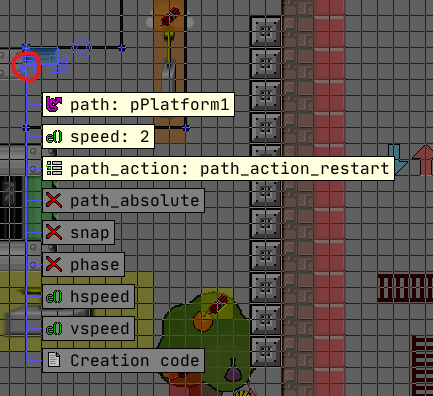 path: pPlatform1
speed: 2
path_action: path_action_restart
path_absolute
snap
phase
hspeed
vspeed
Creation code